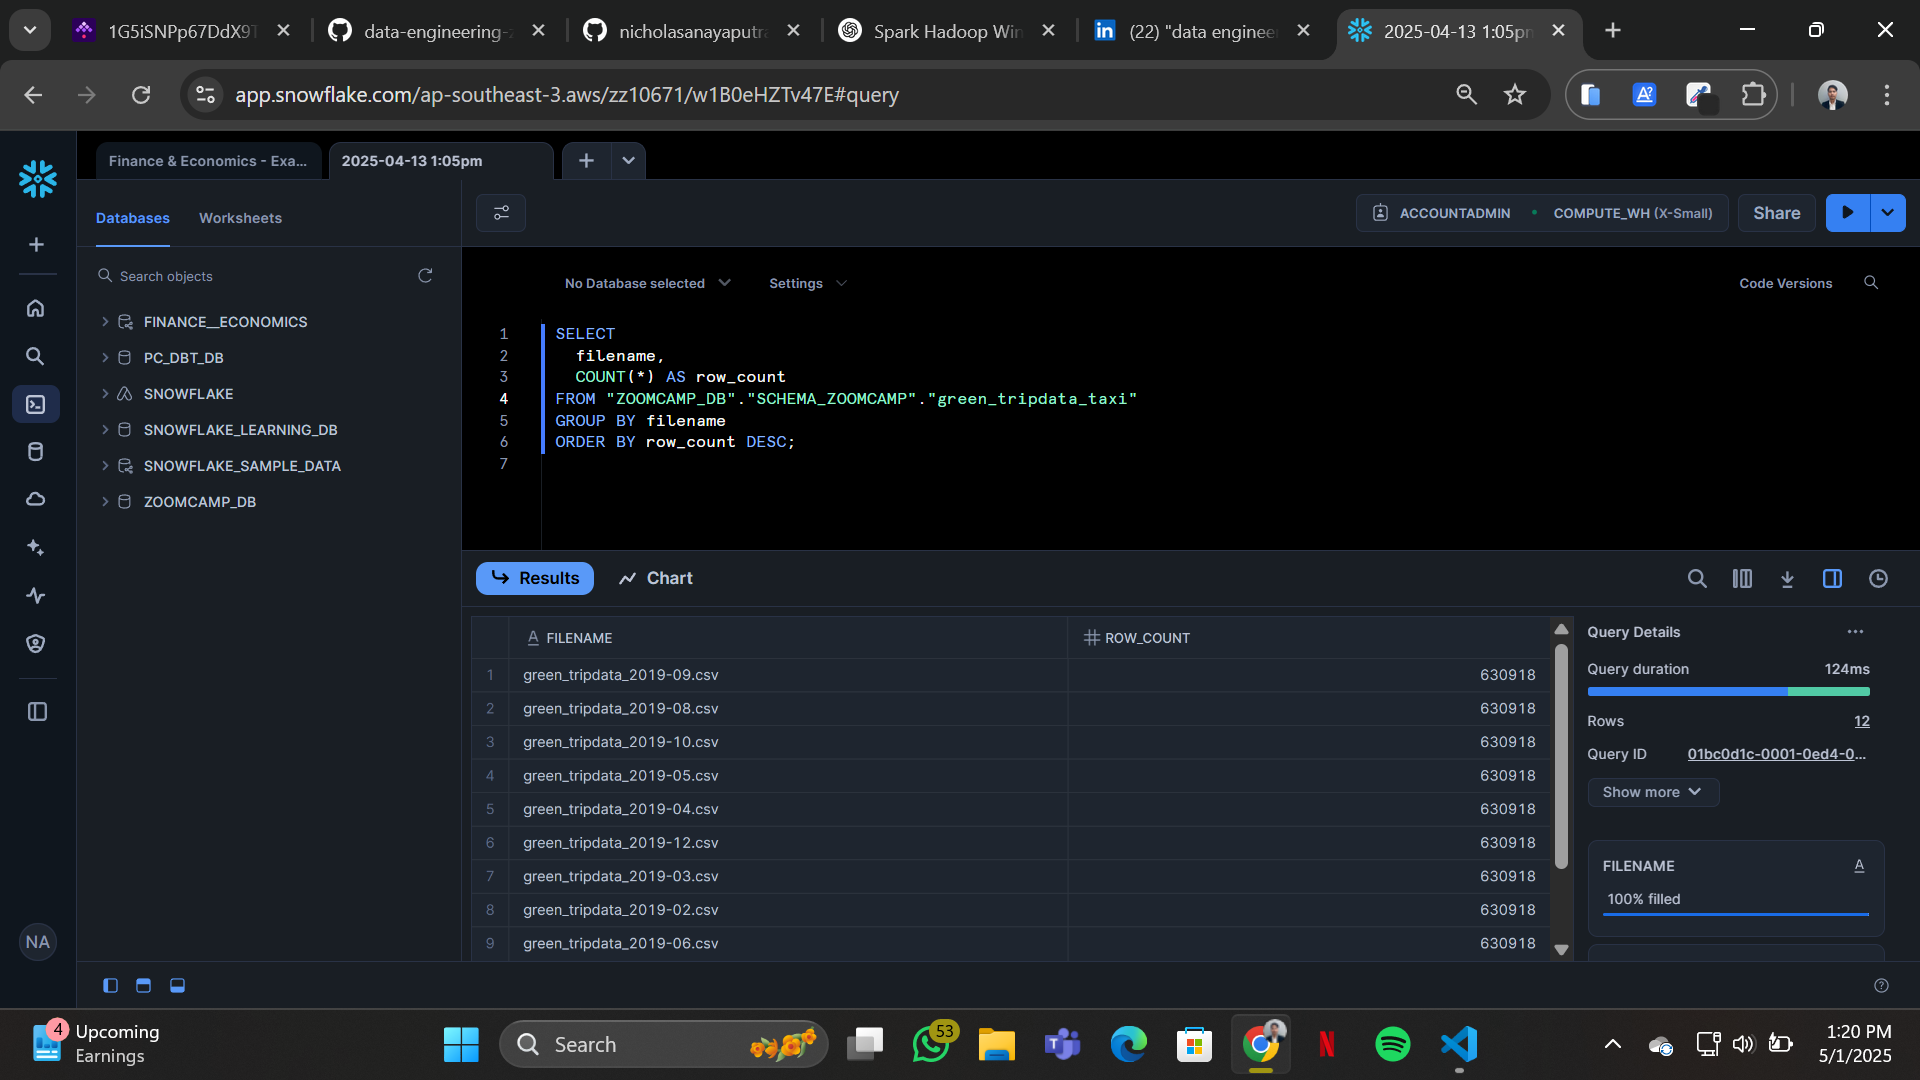 1G5iSNPp67DdX9T
data-engineering-z
nicholasanayaputra
Spark Hadoop Win
(22) "data enginee
2025-04-13 1:05pm
app.snowflake.com/ap-southeast-3.aws/zz10671/w1B0eHZTv47E#query
Finance & Economics - Exa...
2025-04-13 1:05pm
Databases
Worksheets
ACCOUNTADMIN
COMPUTE_WH (X-Small)
Share
Search objects
No Database selected
Settings
Code Versions
FINANCE__ECONOMICS
PC_DBT_DB
SNOWFLAKE
SNOWFLAKE_LEARNING_DB
SNOWFLAKE_SAMPLE_DATA
ZOOMCAMP_DB
1 SELECT
2 filename,
3 COUNT(*) AS row_count
4 FROM "ZOOMCAMP_DB"."SCHEMA_ZOOMCAMP"."green_tripdata_taxi"
5 GROUP BY filename
6 ORDER BY row_count DESC;
7
Results
Chart
FILENAME
ROW_COUNT
1 green_tripdata_2019-09.csv 630918
2 green_tripdata_2019-08.csv 630918
3 green_tripdata_2019-10.csv 630918
4 green_tripdata_2019-05.csv 630918
5 green_tripdata_2019-04.csv 630918
6 green_tripdata_2019-12.csv 630918
7 green_tripdata_2019-03.csv 630918
8 green_tripdata_2019-02.csv 630918
9 green_tripdata_2019-06.csv 630918
Query Details
Query duration 124ms
Rows 12
Query ID 01bc0d1c-0001-0ed4-0...
Show more
FILENAME
100% filled
NA
4
Upcoming
Earnings
Search
53
1:20 PM
5/1/2025